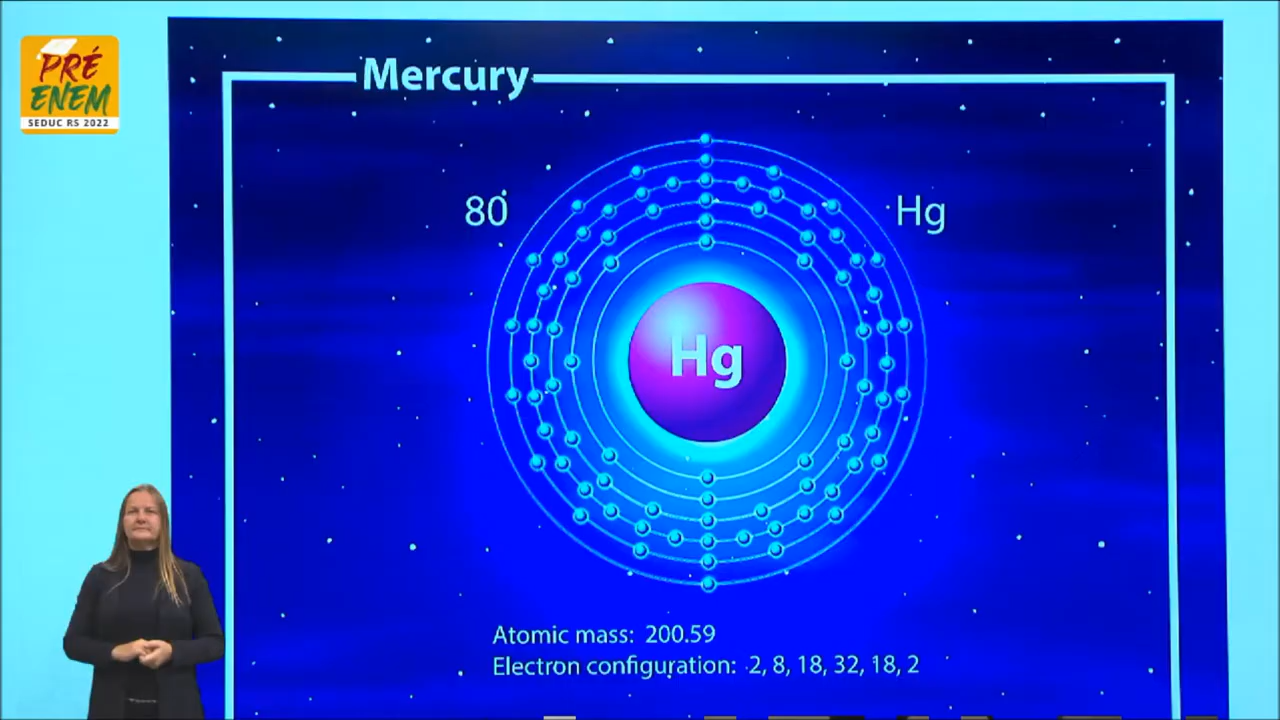 PRÉ
ENEM
SEDUC RS 2022
Mercury
80
Hg
Hg
Atomic mass: 200.59
Electron configuration: 2, 8, 18, 32, 18, 2